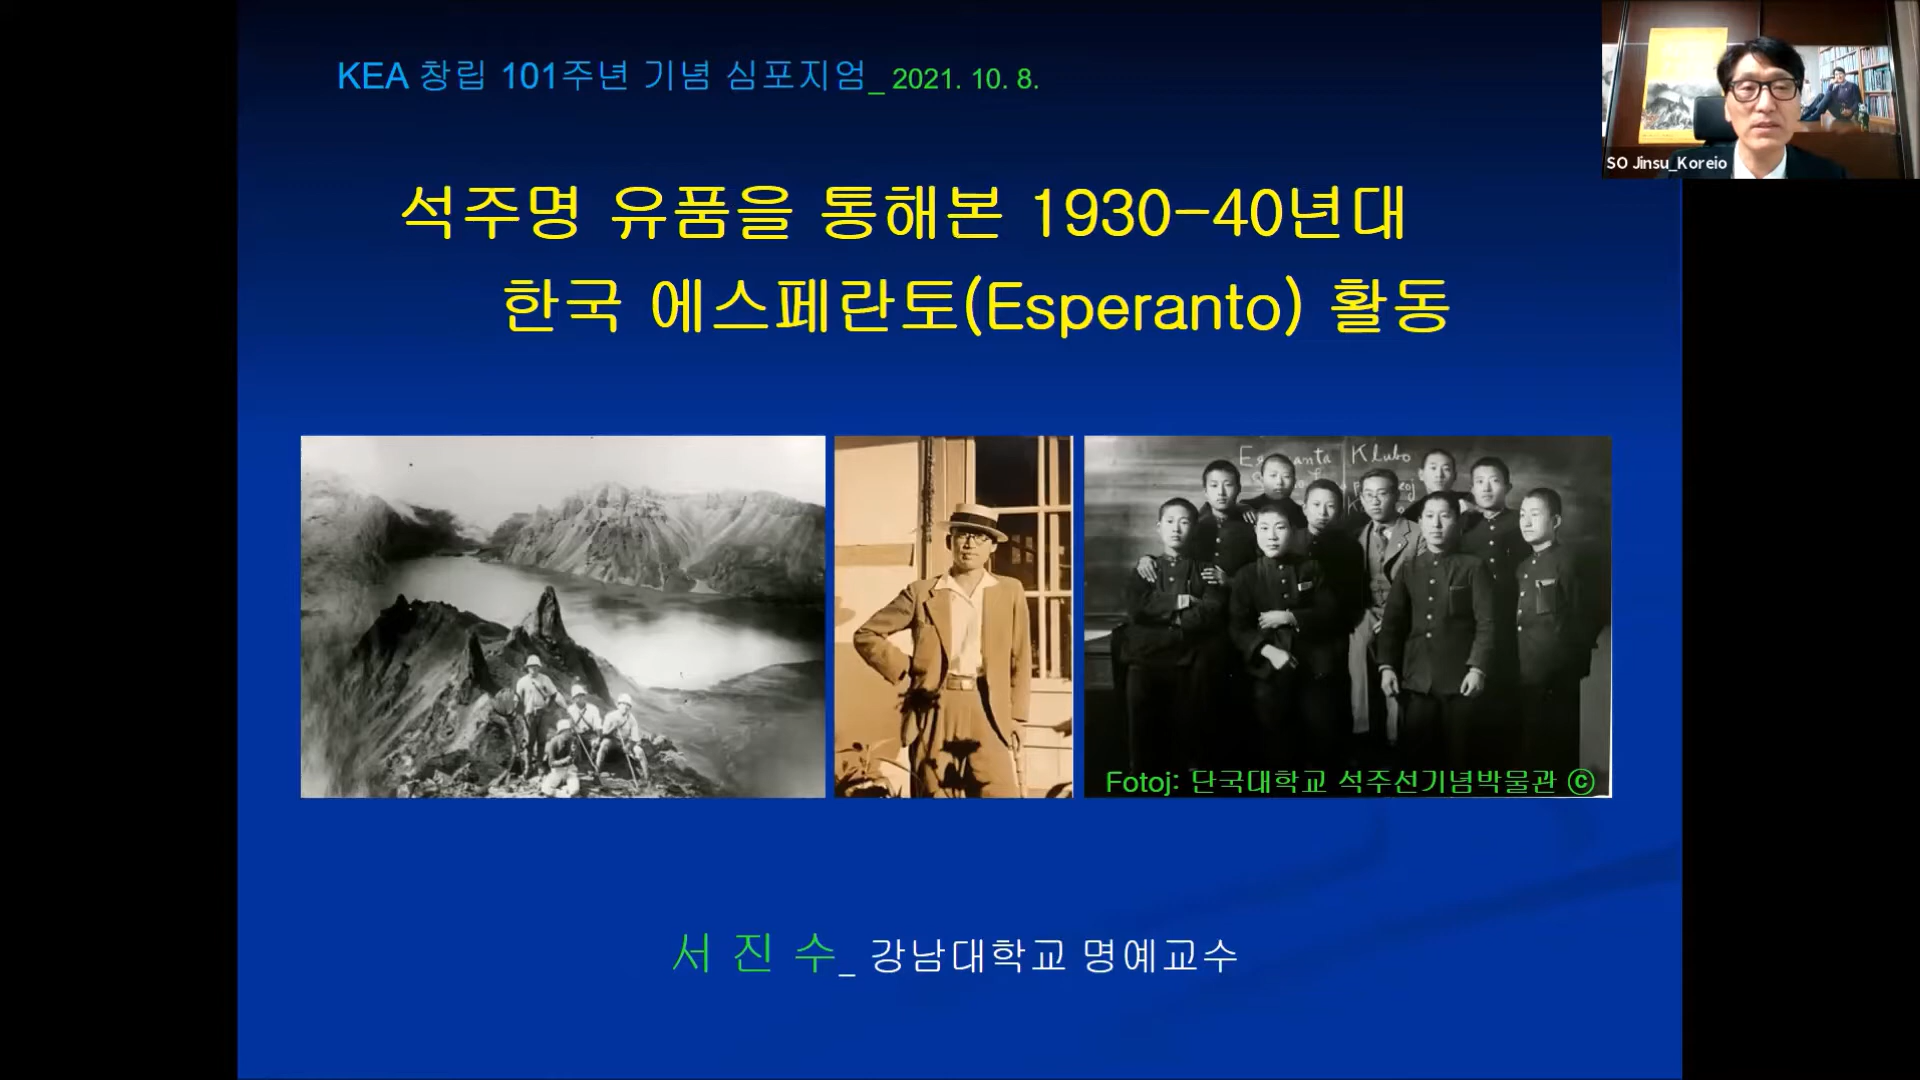 KEA 창립 101주년 기념 심포지엄_ 2021. 10. 8.
SO Jinsu_Koreio
석주명 유품을 통해본 1930-40년대
한국 에스페란토(Esperanto) 활동
Klubo
Fotoj: 단국대학교 석주선기념박물관 ⓒ
서 진 수_ 강남대학교 명예교수